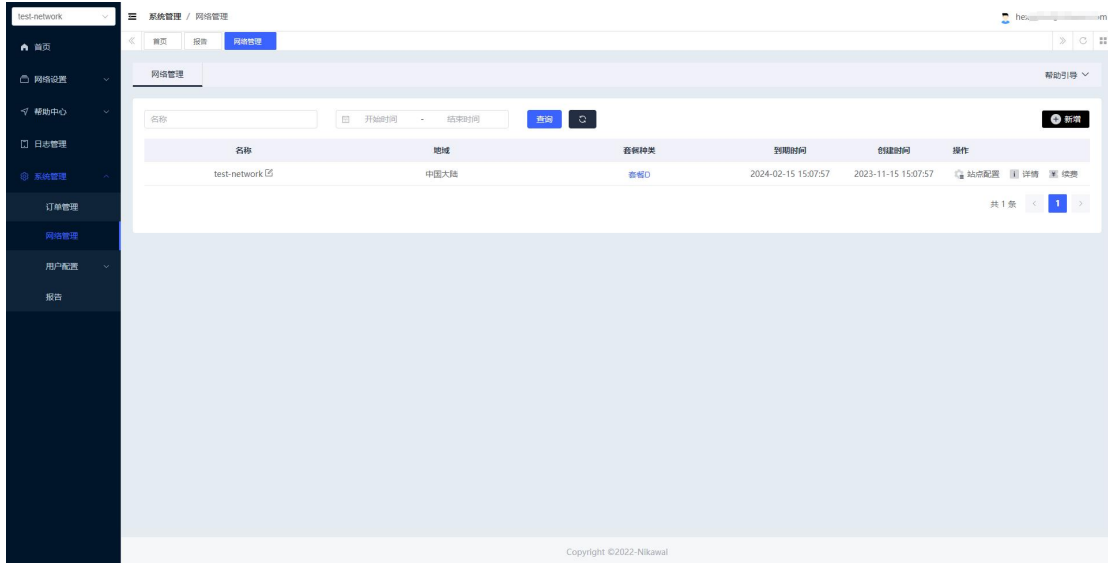 test-network
首页
网络设置
帮助中心
日志管理
系统管理
订单管理
网络管理
用户配置
报告
系统管理 / 网络管理
首页 报告 网络管理
网络管理 帮助引导
名称 开始时间 - 结束时间 查询 新增
名称 地域 套餐种类 到期时间 创建时间 操作
test-network 中国大陆 套餐D 2024-02-15 15:07:57 2023-11-15 15:07:57 站点配置 详情 续费
共 1 条 < 1 >
Copyright ©2022-Nikawai